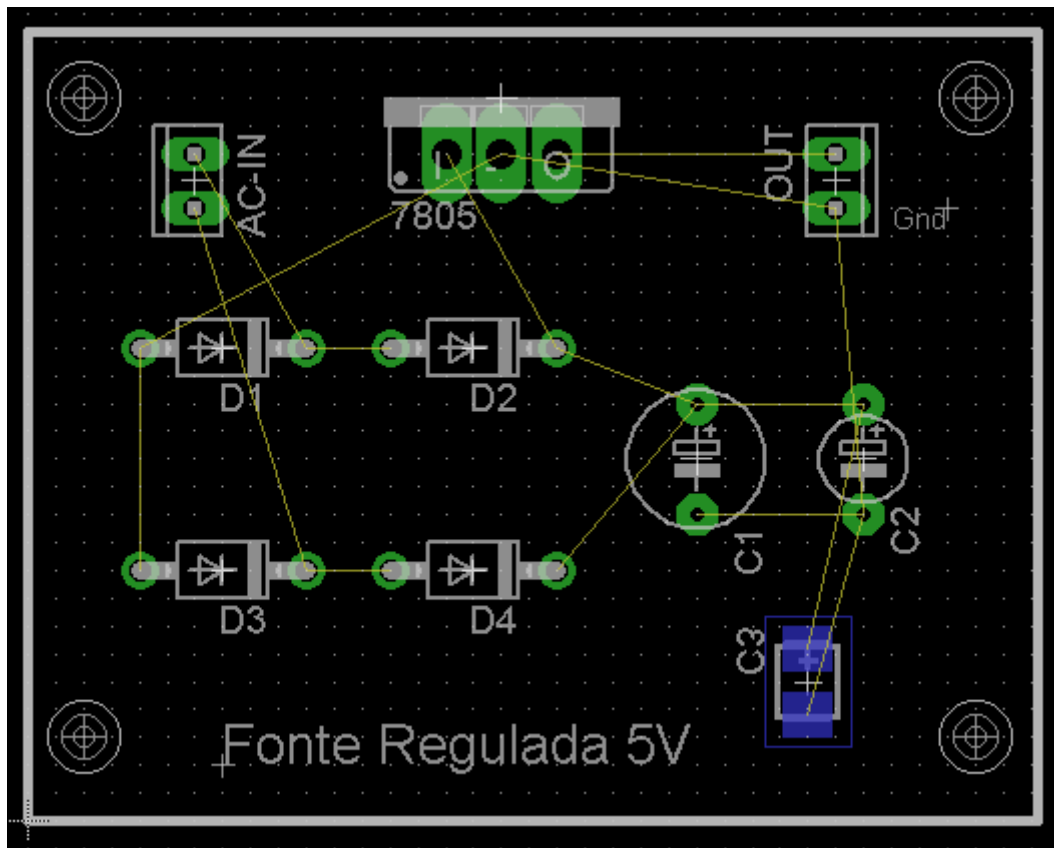 AC-IN
I
-
O
7805
OUT
Gnd
D1
D2
C1
C2
D3
D4
C3
Fonte Regulada 5V